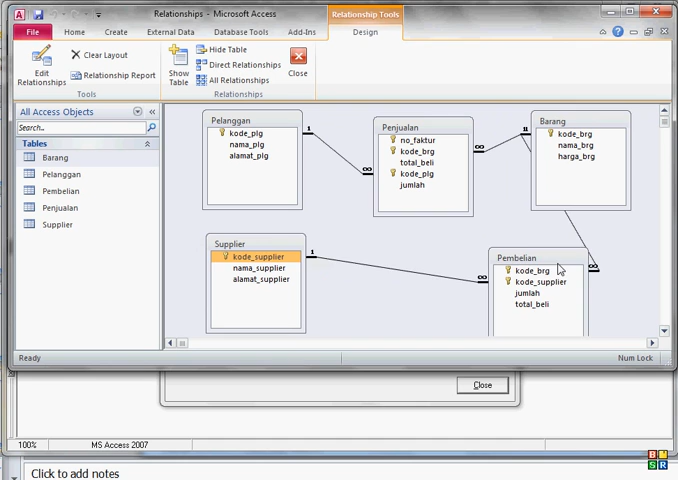 Relationships - Microsoft Access
Relationship Tools
File
Home
Create
External Data
Database Tools
Add-Ins
Design
Edit
Relationships
Clear Layout
Relationship Report
Tools
Show
Table
Hide Table
Direct Relationships
All Relationships
Relationships
Close
All Access Objects
Search...
Tables
Barang
Pelanggan
Pembelian
Penjualan
Supplier
Pelanggan
kode_plg
nama_plg
alamat_plg
1
∞
Penjualan
no_faktur
kode_brg
total_beli
kode_plg
jumlah
∞
Barang
kode_brg
nama_brg
harga_brg
Supplier
kode_supplier
nama_supplier
alamat_supplier
1
∞
Pembelian
kode_brg
kode_supplier
jumlah
total_beli
∞
Ready
Num Lock
Close
100%
MS Access 2007
Click to add notes
B M
S R